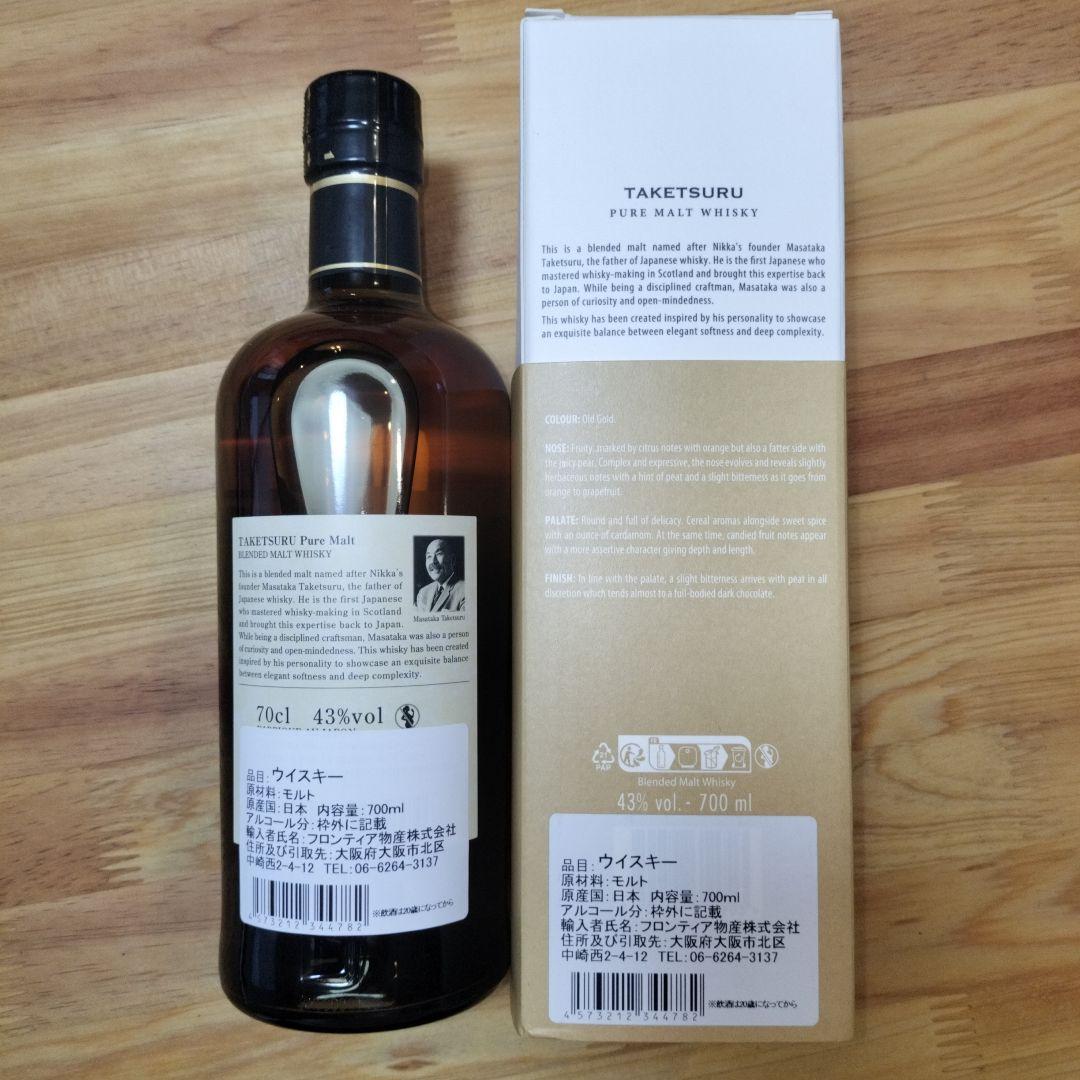 TAKETSURU Pure Malt
BLENDED MALT WHISKY
This is a blended malt named after Nikka's
founder Masataka Taketsuru, the father of
Japanese whisky. He is the first Japanese
who mastered whisky-making in Scotland
and brought this expertise back to Japan.
While being a disciplined craftsman, Masataka was also a person
of curiosity and open-mindedness. This whisky has been created
inspired by his personality to showcase an exquisite balance
between elegant softness and deep complexity.
Masataka Taketsuru
70cl 43%vol
品目:ウイスキー
原材料:モルト
原産国:日本 内容量:700ml
アルコール分:枠外に記載
輸入者氏名:フロンティア物産株式会社
住所及び引取先:大阪府大阪市北区
中崎西2-4-12 TEL:06-6264-3137
4573212344782
※飲酒は20歳になってから
TAKETSURU
PURE MALT WHISKY
This is a blended malt named after Nikka's founder Masataka
Taketsuru, the father of Japanese whisky. He is the first Japanese who
mastered whisky-making in Scotland and brought this expertise back
to Japan. While being a disciplined craftman, Masataka was also a
person of curiosity and open-mindedness.
This whisky has been created inspired by his personality to showcase
an exquisite balance between elegant softness and deep complexity.
COLOUR: Old Gold.
NOSE: Fruity, marked by citrus notes with orange but also a fatter side with
the juicy pear. Complex and expressive, the nose evolves and reveals slightly
herbaceous notes with a hint of peat and a slight bitterness as it goes from
orange to grapefruit.
PALATE: Round and full of delicacy. Cereal aromas alongside sweet spice
with an ounce of cardamom. At the same time, candied fruit notes appear
with a more assertive character giving depth and length.
FINISH: In line with the palate, a slight bitterness arrives with peat in all
discretion which tends almost to a full-bodied dark chocolate.
21
PAP
FR
Blended Malt Whisky
43% vol. - 700 ml
品目:ウイスキー
原材料:モルト
原産国:日本 内容量:700ml
アルコール分:枠外に記載
輸入者氏名:フロンティア物産株式会社
住所及び引取先:大阪府大阪市北区
中崎西2-4-12 TEL:06-6264-3137
4573212344782
※飲酒は20歳になってから